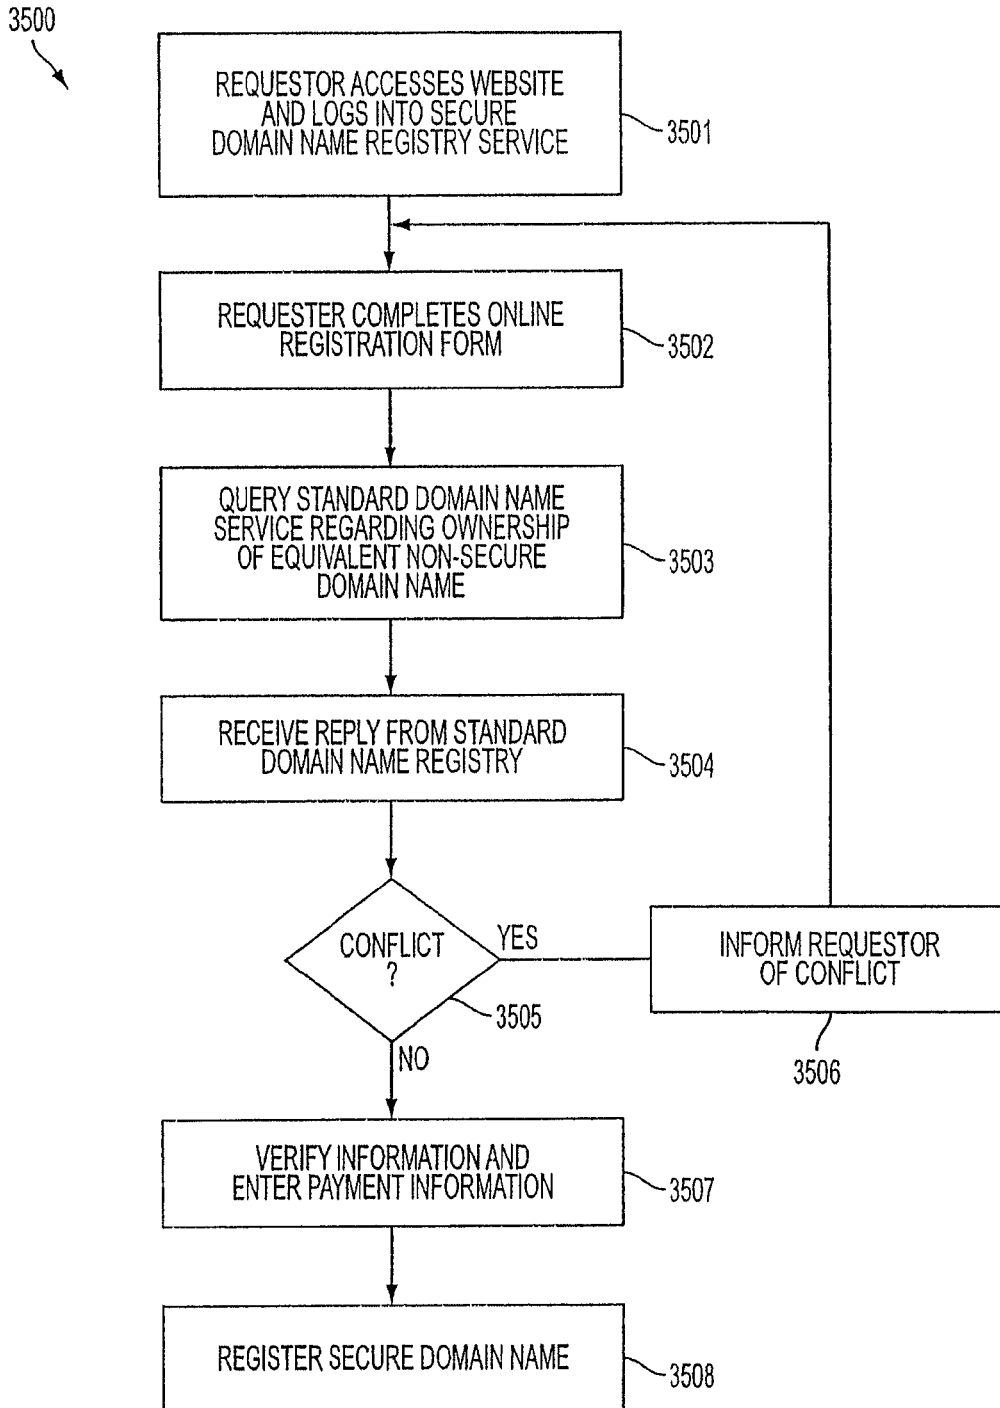 3500
REQUESTOR ACCESSES WEBSITE
AND LOGS INTO SECURE
DOMAIN NAME REGISTRY SERVICE
3501
REQUESTER COMPLETES ONLINE
REGISTRATION FORM
3502
QUERY STANDARD DOMAIN NAME
SERVICE REGARDING OWNERSHIP
OF EQUIVALENT NON-SECURE
DOMAIN NAME
3503
RECEIVE REPLY FROM STANDARD
DOMAIN NAME REGISTRY
3504
CONFLICT
?
YES
3505
NO
INFORM REQUESTOR
OF CONFLICT
3506
VERIFY INFORMATION AND
ENTER PAYMENT INFORMATION
3507
REGISTER SECURE DOMAIN NAME
3508